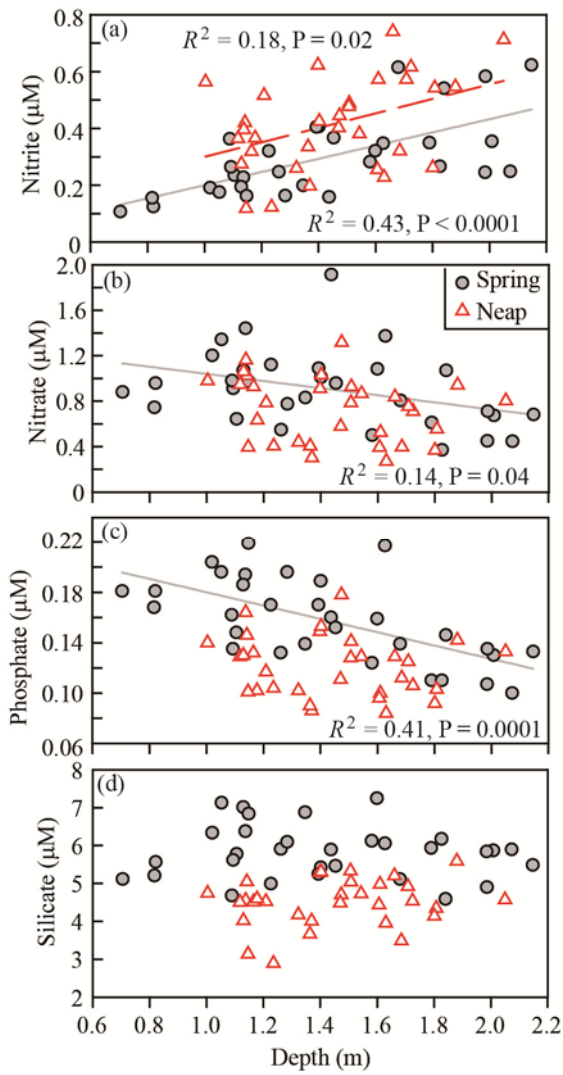 (a)
R² = 0.18, P = 0.02
R² = 0.43, P < 0.0001
Nitrite (μM)
0.8
0.6
0.4
0.2
0
(b)
Spring
Neap
R² = 0.14, P = 0.04
Nitrate (μM)
2.0
1.6
1.2
0.8
0.4
0
(c)
R² = 0.41, P = 0.0001
Phosphate (μM)
0.22
0.18
0.14
0.10
0.06
(d)
Silicate (μM)
8
7
6
5
4
3
2
0.6 0.8 1.0 1.2 1.4 1.6 1.8 2.0 2.2
Depth (m)